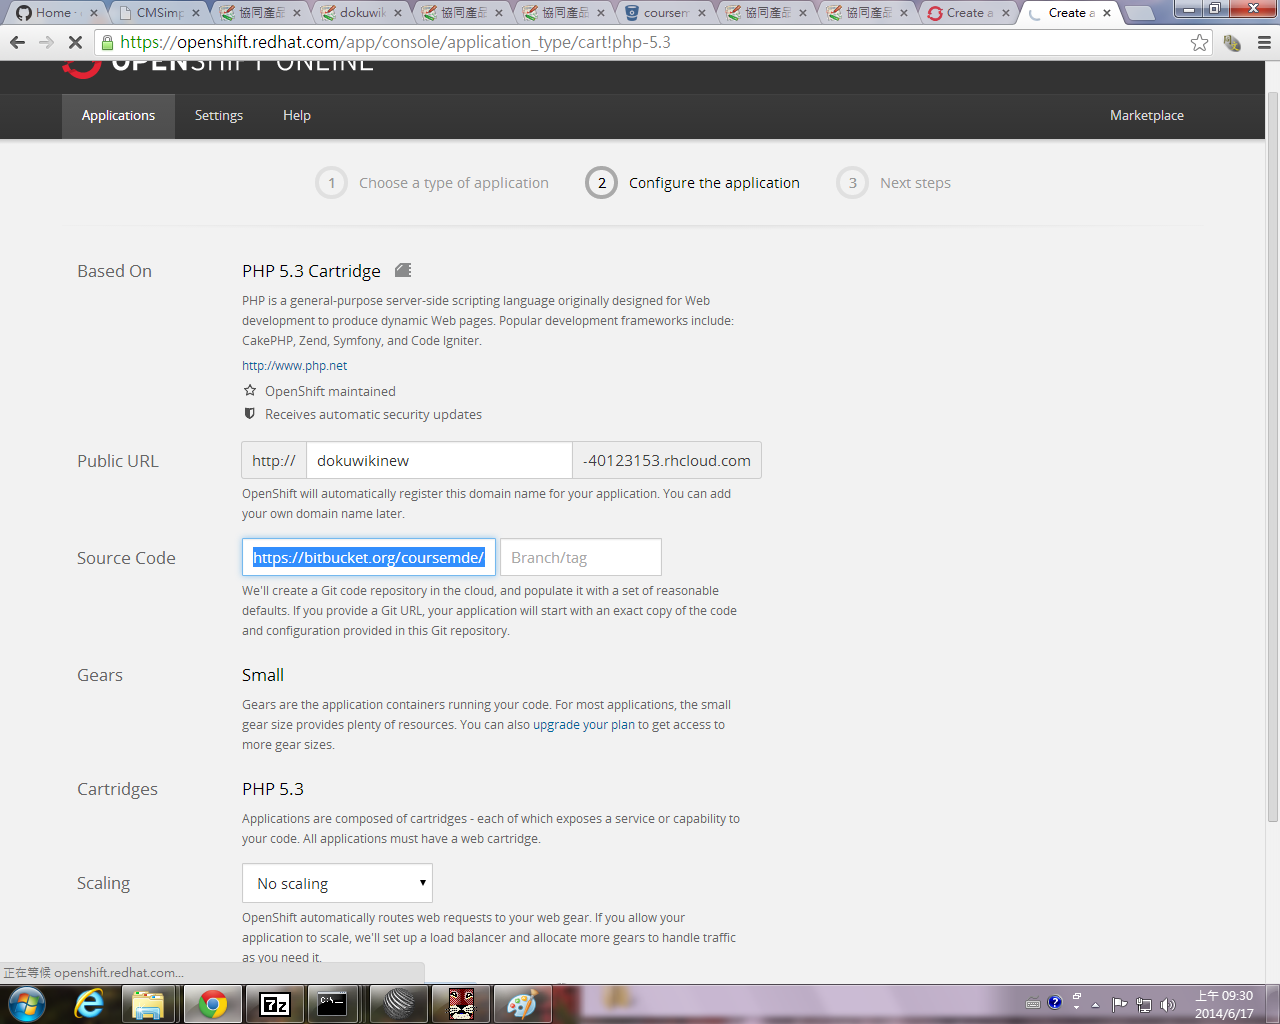 Home -
CMSimp
協同產品
dokuwik
協同產品
協同產品
coursem
協同產品
協同產品
Create a
Create a
https://openshift.redhat.com/app/console/application_type/cart!php-5.3
OPENSHIFT ONLINE
Applications
Settings
Help
Marketplace
1 Choose a type of application
2 Configure the application
3 Next steps
Based On
PHP 5.3 Cartridge
PHP is a general-purpose server-side scripting language originally designed for Web
development to produce dynamic Web pages. Popular development frameworks include:
CakePHP, Zend, Symfony, and Code Igniter.
http://www.php.net
OpenShift maintained
Receives automatic security updates
Public URL
http:// dokuwikinew -40123153.rhcloud.com
OpenShift will automatically register this domain name for your application. You can add
your own domain name later.
Source Code
https://bitbucket.org/coursemde/ Branch/tag
We'll create a Git code repository in the cloud, and populate it with a set of reasonable
defaults. If you provide a Git URL, your application will start with an exact copy of the code
and configuration provided in this Git repository.
Gears
Small
Gears are the application containers running your code. For most applications, the small
gear size provides plenty of resources. You can also upgrade your plan to get access to
more gear sizes.
Cartridges
PHP 5.3
Applications are composed of cartridges - each of which exposes a service or capability to
your code. All applications must have a web cartridge.
Scaling
No scaling
OpenShift automatically routes web requests to your web gear. If you allow your
application to scale, we'll set up a load balancer and allocate more gears to handle traffic
as you need it.
正在等候 openshift.redhat.com...
7z
C:\.
上午 09:30
2014/6/17